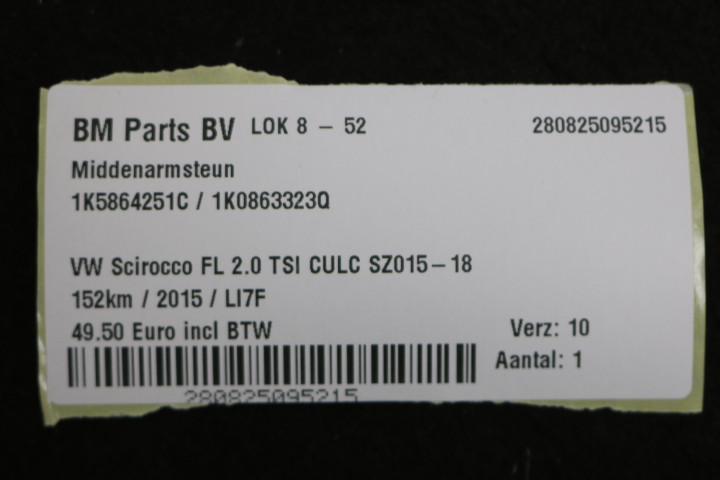 BM Parts BV LOK 8 - 52 280825095215
Middenarmsteun
1K5864251C / 1K0863323Q
VW Scirocco FL 2.0 TSI CULC SZ015-18
152km / 2015 / LI7F
49.50 Euro incl BTW Verz: 10
Aantal: 1
280825095215